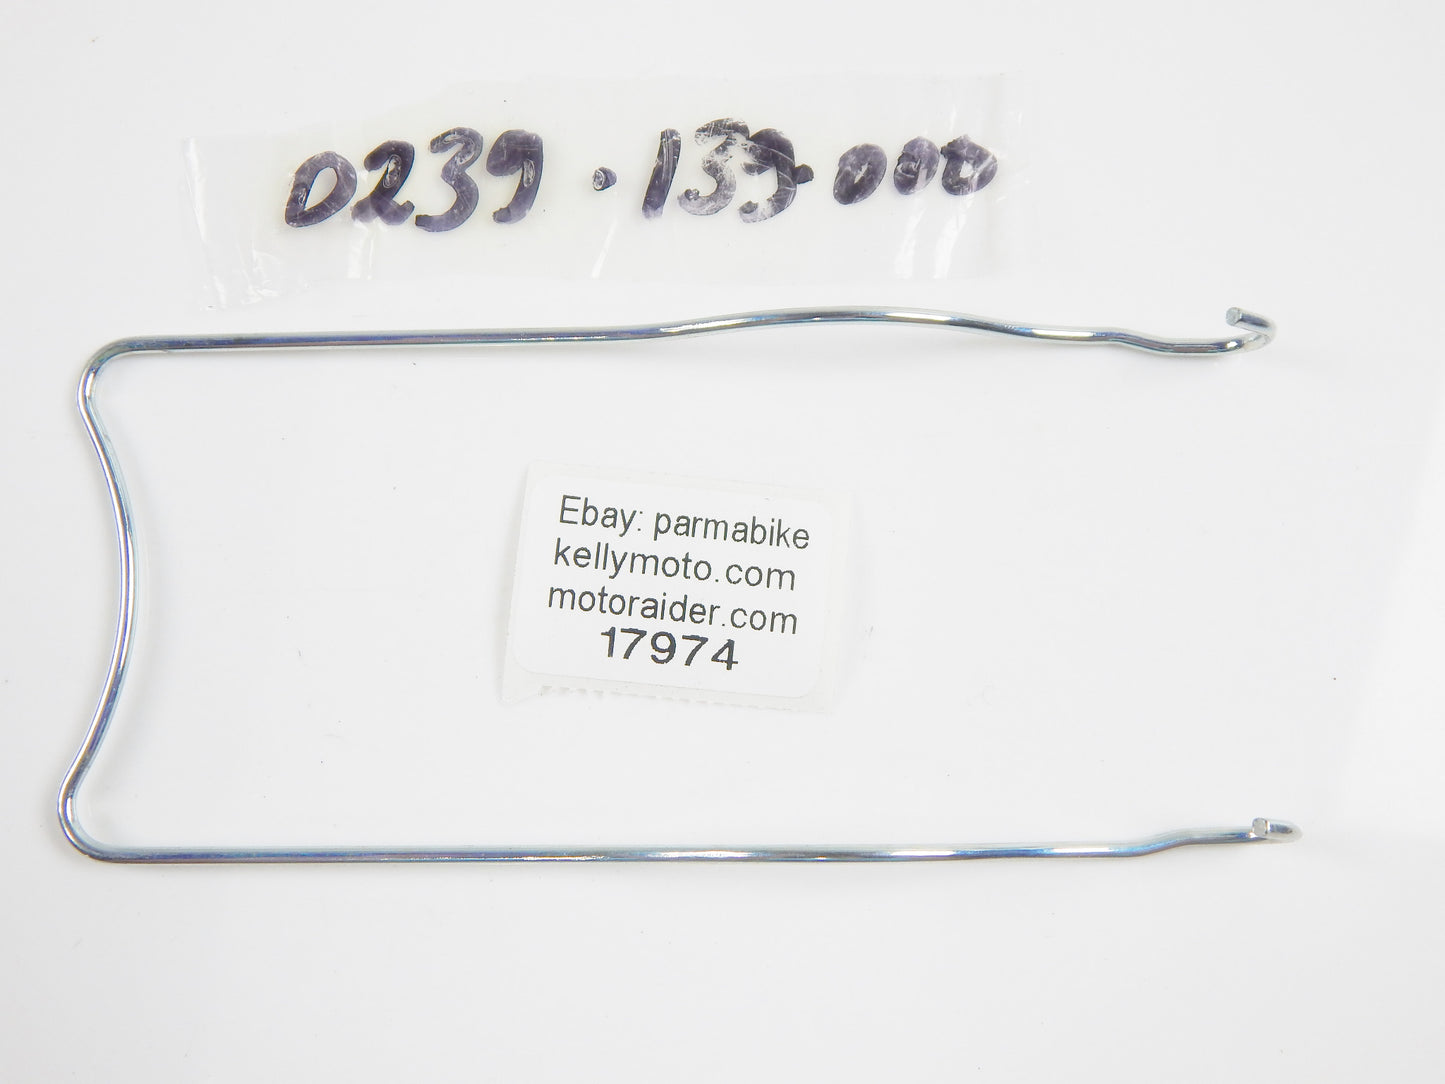 0239.139.000
Ebay: parmabike
kellymoto.com
motoraider.com
17974